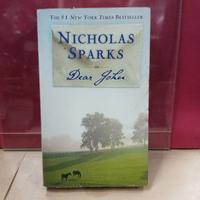 THE #1 NEW YORK TIMES BESTSELLER
NICHOLAS
SPARKS
Dear John